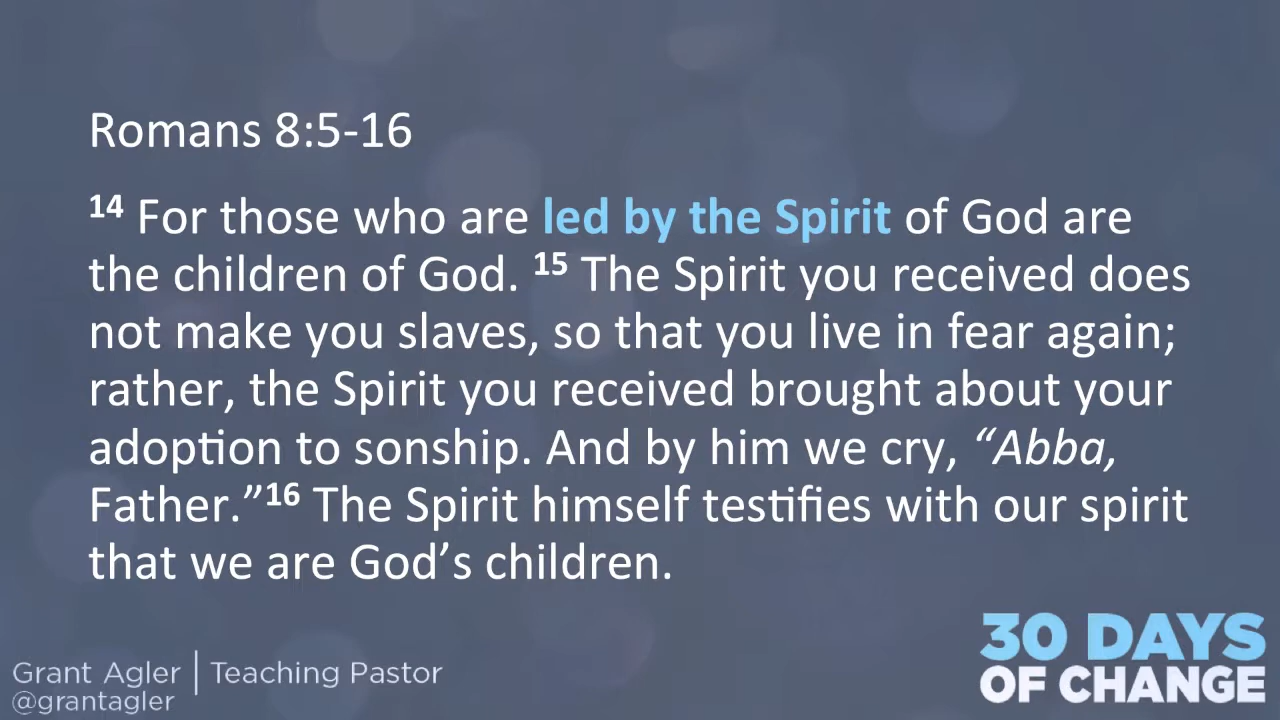 Romans 8:5-16
14 For those who are led by the Spirit of God are
the children of God. 15 The Spirit you received does
not make you slaves, so that you live in fear again;
rather, the Spirit you received brought about your
adoption to sonship. And by him we cry, “Abba,
Father.”16 The Spirit himself testifies with our spirit
that we are God’s children.
30 DAYS
OF CHANGE
Grant Agler | Teaching Pastor
@grantagler